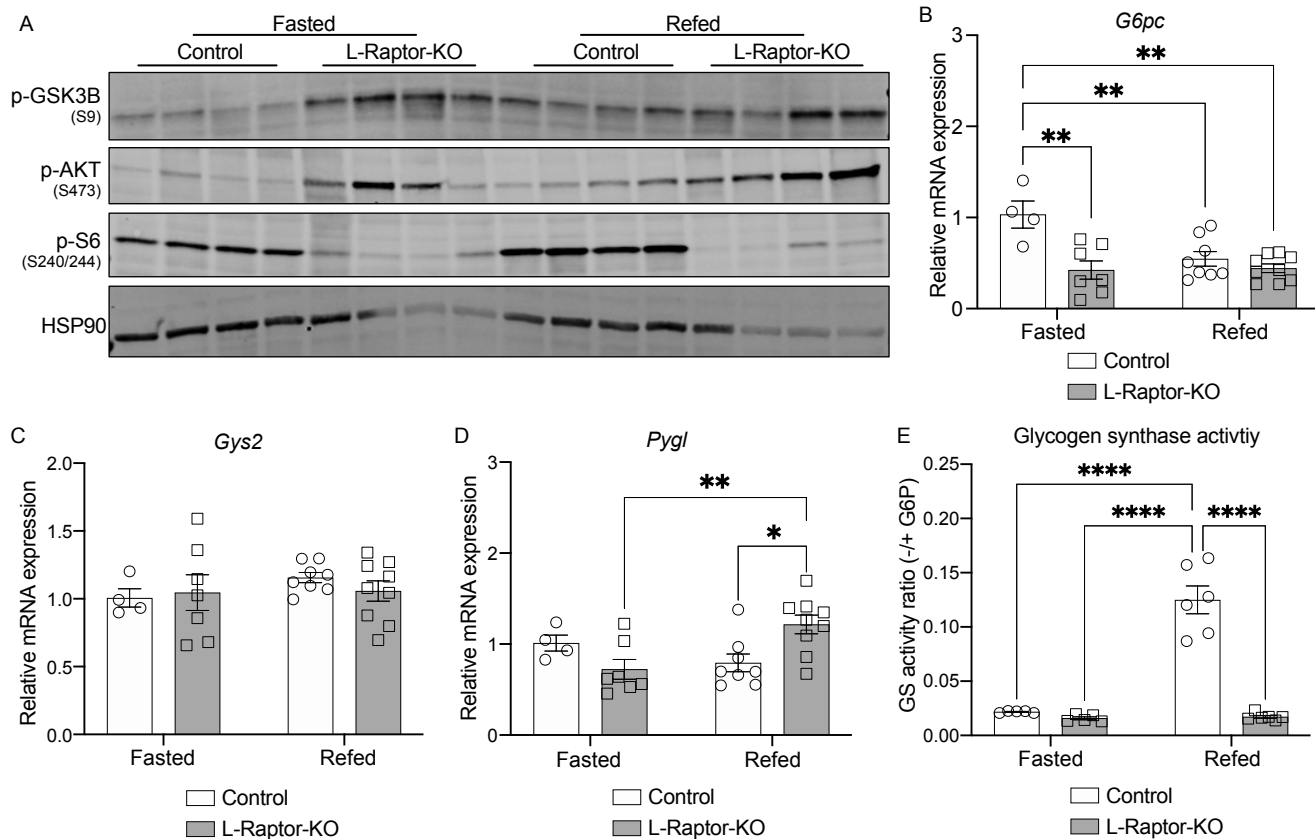 A
Fasted
Refed
Control
L-Raptor-KO
Control
L-Raptor-KO
p-GSK3B
(S9)
p-AKT
(S473)
p-S6
(S240/244)
HSP90
B
G6pc
Relative mRNA expression
3
2
1
0
**
**
**
Fasted
Refed
Control
L-Raptor-KO
C
Gys2
Relative mRNA expression
2.0
1.5
1.0
0.5
0.0
Fasted
Refed
Control
L-Raptor-KO
D
Pygl
Relative mRNA expression
3
2
1
0
**
*
Fasted
Refed
Control
L-Raptor-KO
E
Glycogen synthase activtiy
GS activity ratio (-/+ G6P)
0.25
0.20
0.15
0.10
0.05
0.00
****
****
****
Fasted
Refed
Control
L-Raptor-KO